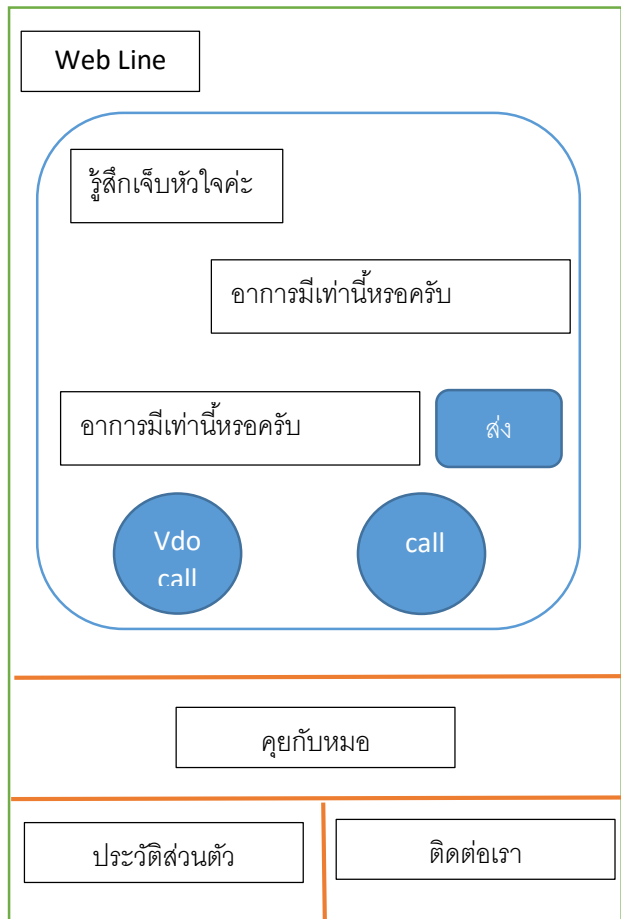 Web Line
รู้สึกเจ็บหัวใจค่ะ
อาการมีเท่านี้หรอครับ
อาการมีเท่านี้หรอครับ
ส่ง
Vdo
call
call
คุยกับหมอ
ประวัติส่วนตัว
ติดต่อเรา